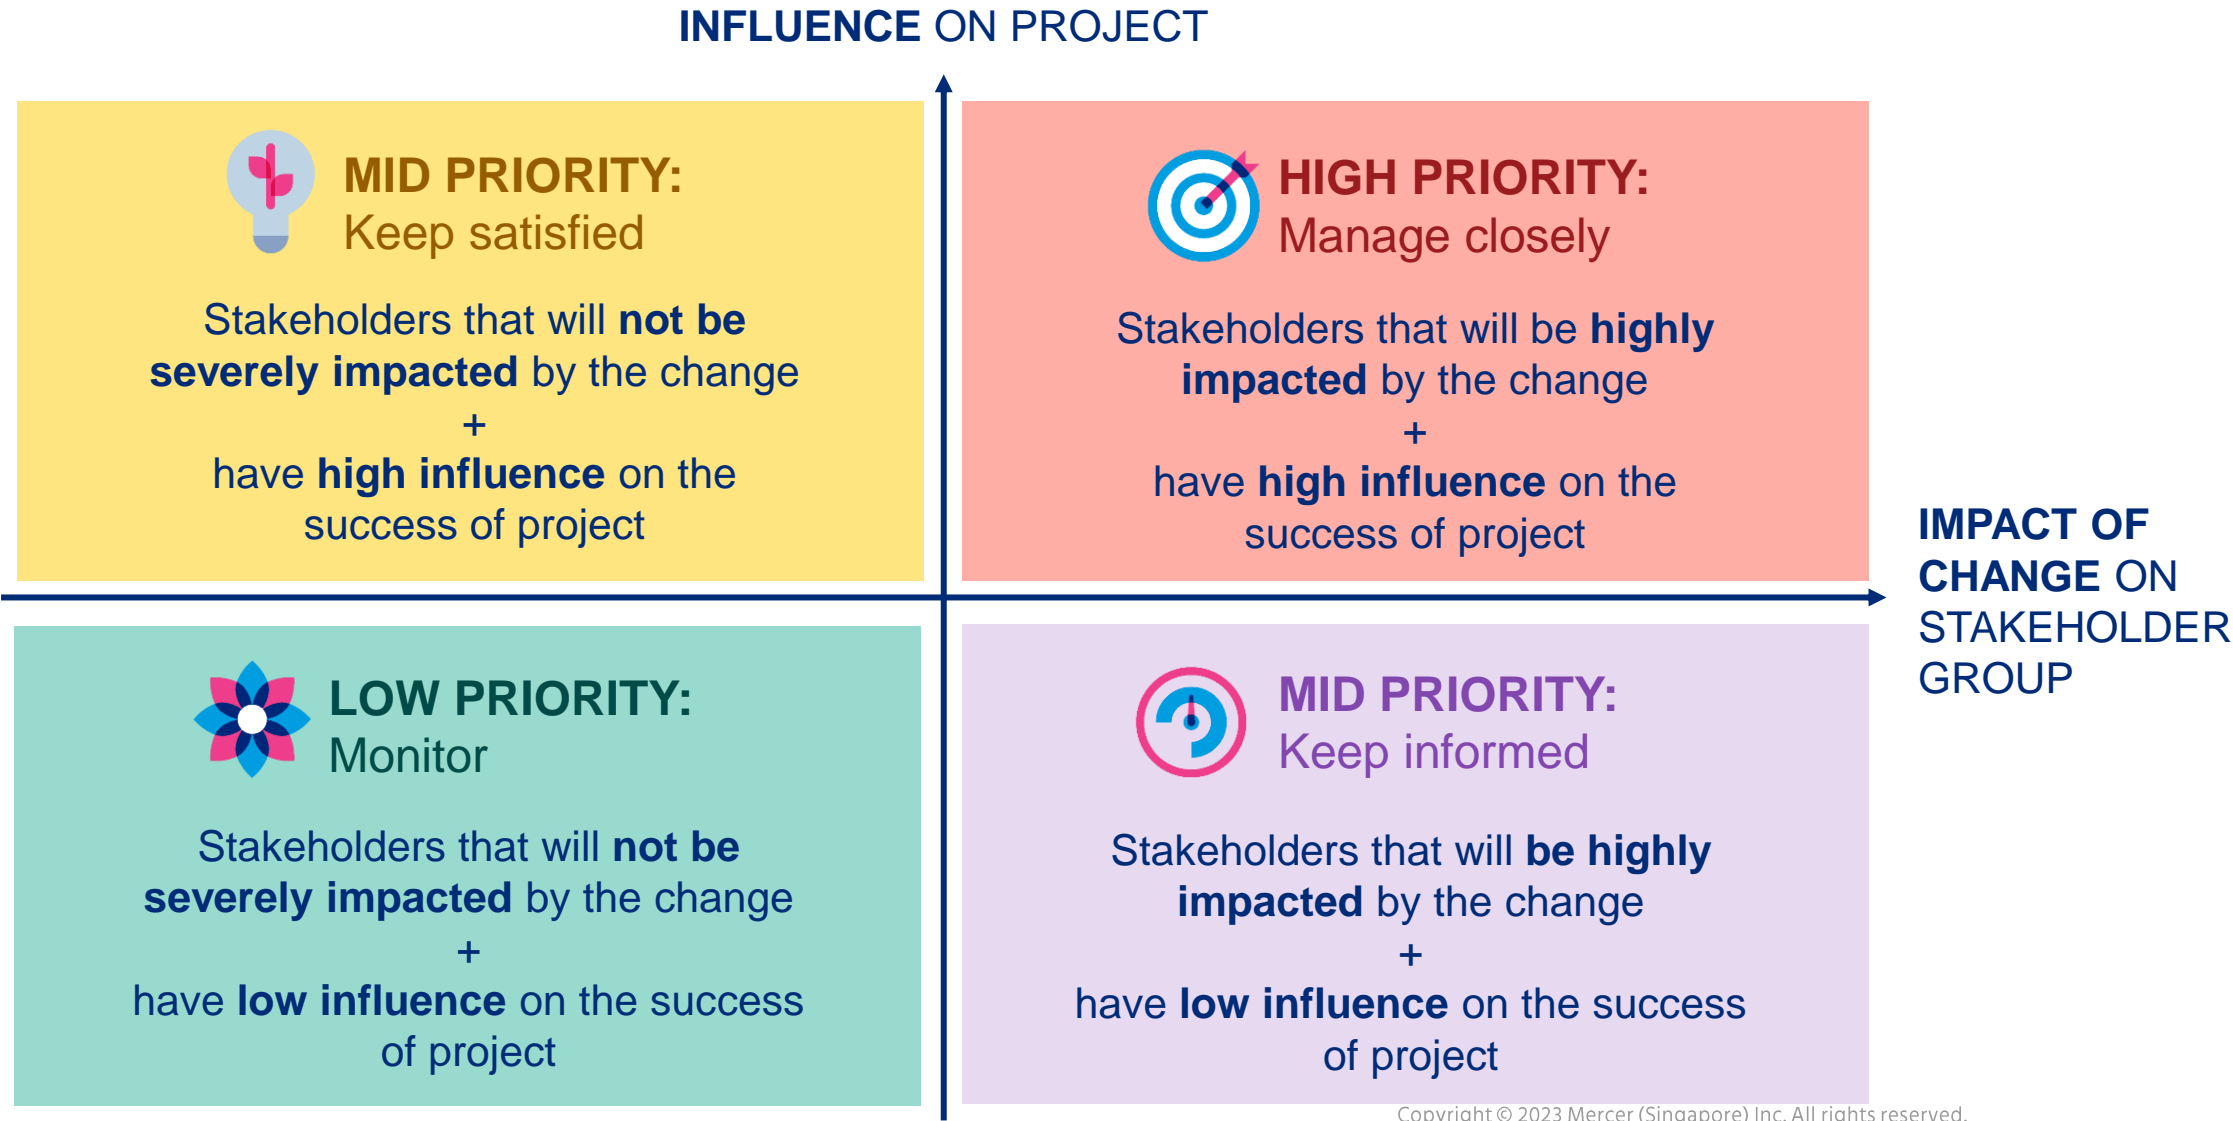 INFLUENCE ON PROJECT
MID PRIORITY:
Keep satisfied
Stakeholders that will not be
severely impacted by the change
+
have high influence on the
success of project
HIGH PRIORITY:
Manage closely
Stakeholders that will be highly
impacted by the change
+
have high influence on the
success of project
IMPACT OF
CHANGE ON
STAKEHOLDER
GROUP
LOW PRIORITY:
Monitor
Stakeholders that will not be
severely impacted by the change
+
have low influence on the success
of project
MID PRIORITY:
Keep informed
Stakeholders that will be highly
impacted by the change
+
have low influence on the success
of project
Copyright © 2023 Mercer (Singapore) Inc. All rights reserved.